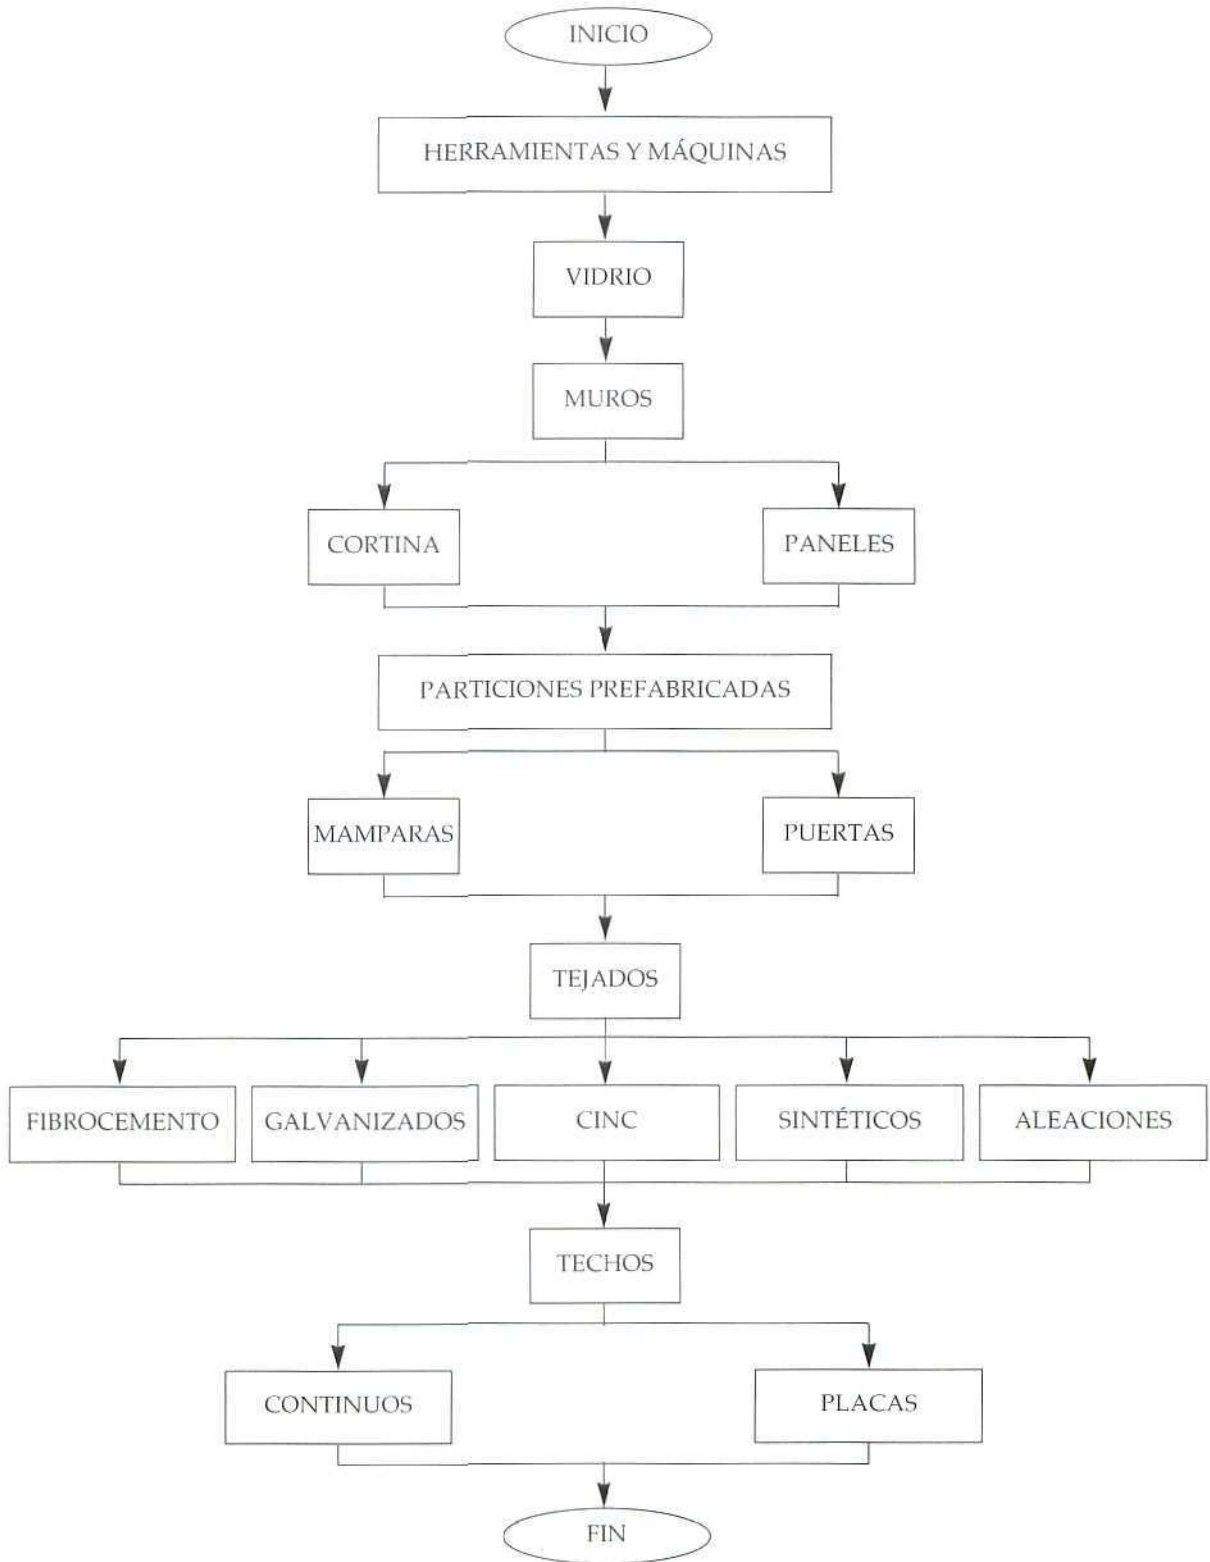 INICIO
HERRAMIENTAS Y MÁQUINAS
VIDRIO
MUROS
CORTINA
PANELES
PARTICIONES PREFABRICADAS
MAMPARAS
PUERTAS
TEJADOS
FIBROCEMENTO
GALVANIZADOS
CINC
SINTÉTICOS
ALEACIONES
TECHOS
CONTINUOS
PLACAS
FIN